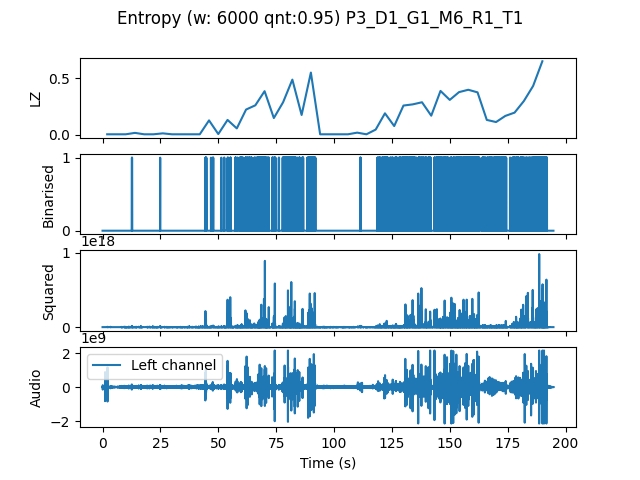 Entropy (w: 6000 qnt:0.95) P3_D1_G1_M6_R1_T1
LZ
0.5
0.0
Binarised
1
0
1e18
Squared
1
0
1e9
Audio
2
0
−2
Left channel
0 25 50 75 100 125 150 175 200
Time (s)